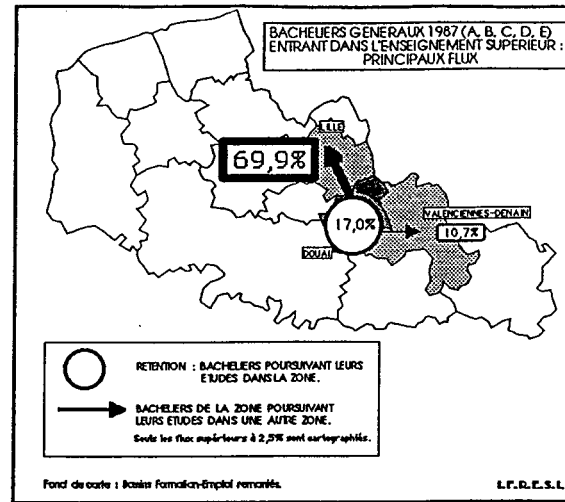 BACHELIERS GENERAUX 1987 (A, B, C, D, E)
ENTRANT DANS L'ENSEIGNEMENT SUPERIEUR :
PRINCIPAUX FLUX
LILLE
69,9%
17,0%
VALENCIENNES-DENAIN
10,7%
DOUAI
RETENTION : BACHELIERS POURSUIVANT LEURS
ETUDES DANS LA ZONE.
BACHELIERS DE LA ZONE POURSUIVANT
LEURS ETUDES DANS UNE AUTRE ZONE.
Seuls les flux supérieurs à 2,5% sont cartographiés.
Fond de carte : Bassins Formation-Emploi remaniés.
I.F.R.E.S.I.